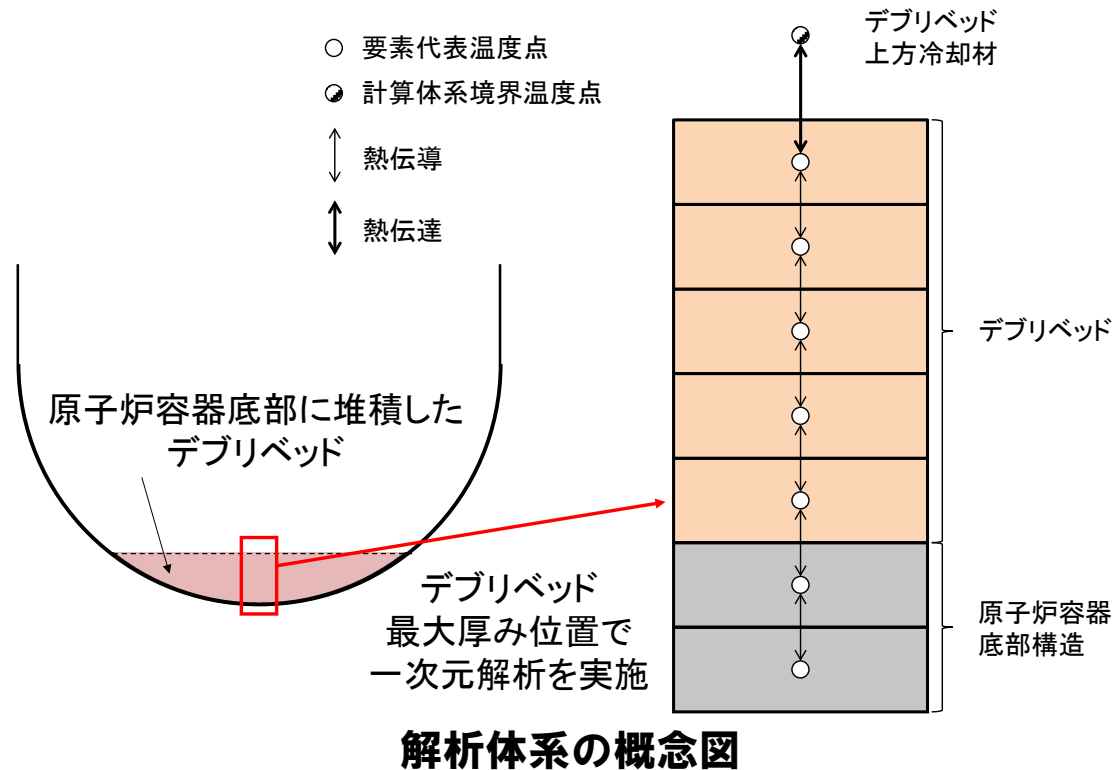 要素代表温度点
計算体系境界温度点
熱伝導
熱伝達
デブリベッド
上方冷却材
デブリベッド
原子炉容器
底部構造
原子炉容器底部に堆積した
デブリベッド
デブリベッド
最大厚み位置で
一次元解析を実施
解析体系の概念図